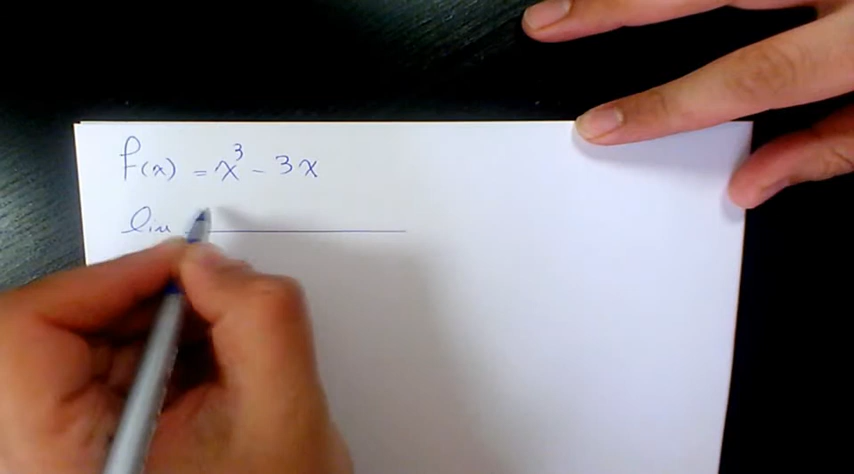 f(x) = x³ - 3x
lim